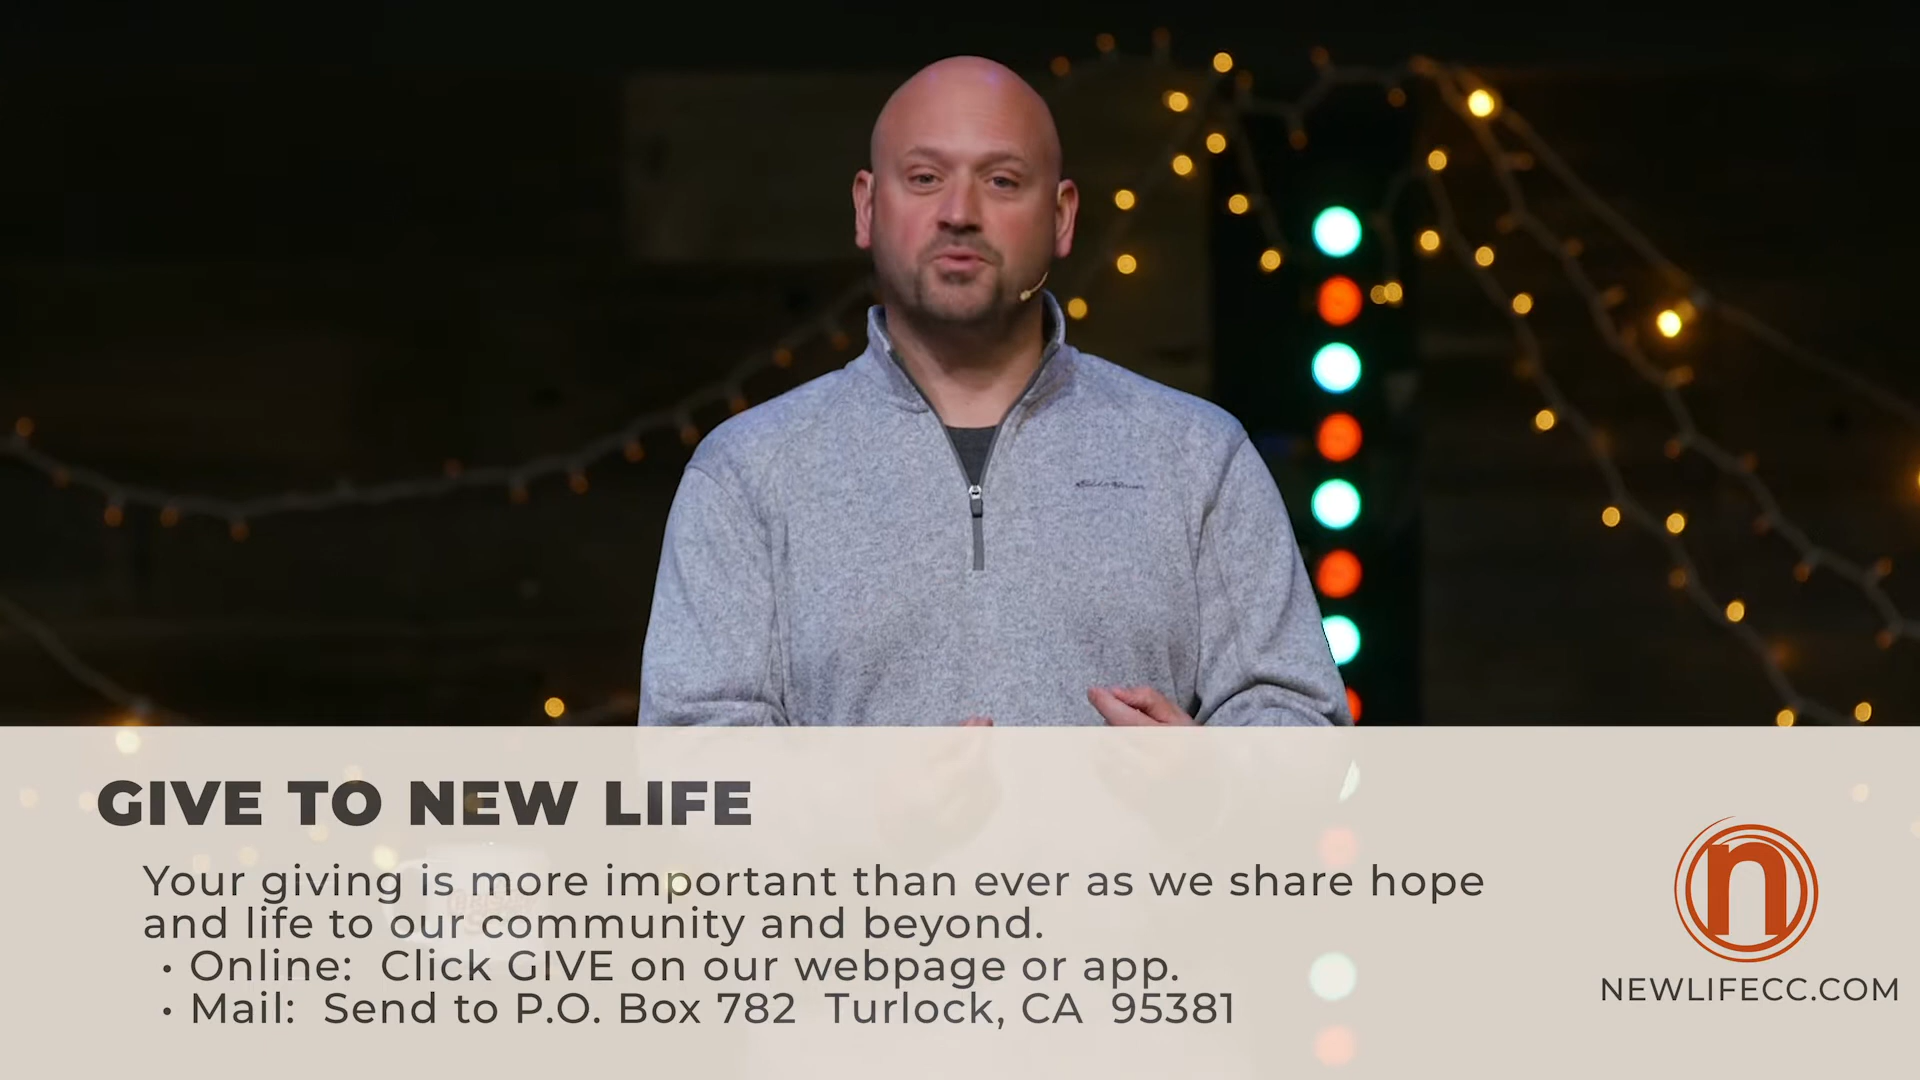 GIVE TO NEW LIFE
Your giving is more important than ever as we share hope
and life to our community and beyond.
• Online: Click GIVE on our webpage or app.
• Mail: Send to P.O. Box 782 Turlock, CA 95381
n
NEWLIFECC.COM